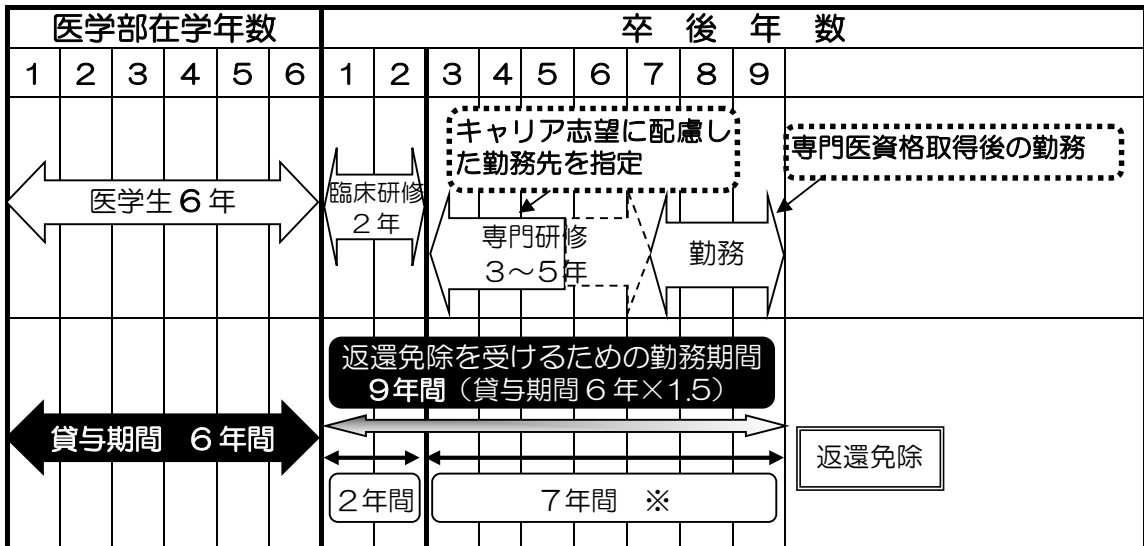 医学部在学年数
卒後年数
1 2 3 4 5 6 1 2 3 4 5 6 7 8 9
キャリア志望に配慮し
た勤務先を指定
専門医資格取得後の勤務
医学生6年
臨床研修
2年
専門研修
3～5年
勤務
返還免除を受けるための勤務期間
9年間（貸与期間6年×1.5）
貸与期間 6年間
返還免除
2年間
7年間 ※